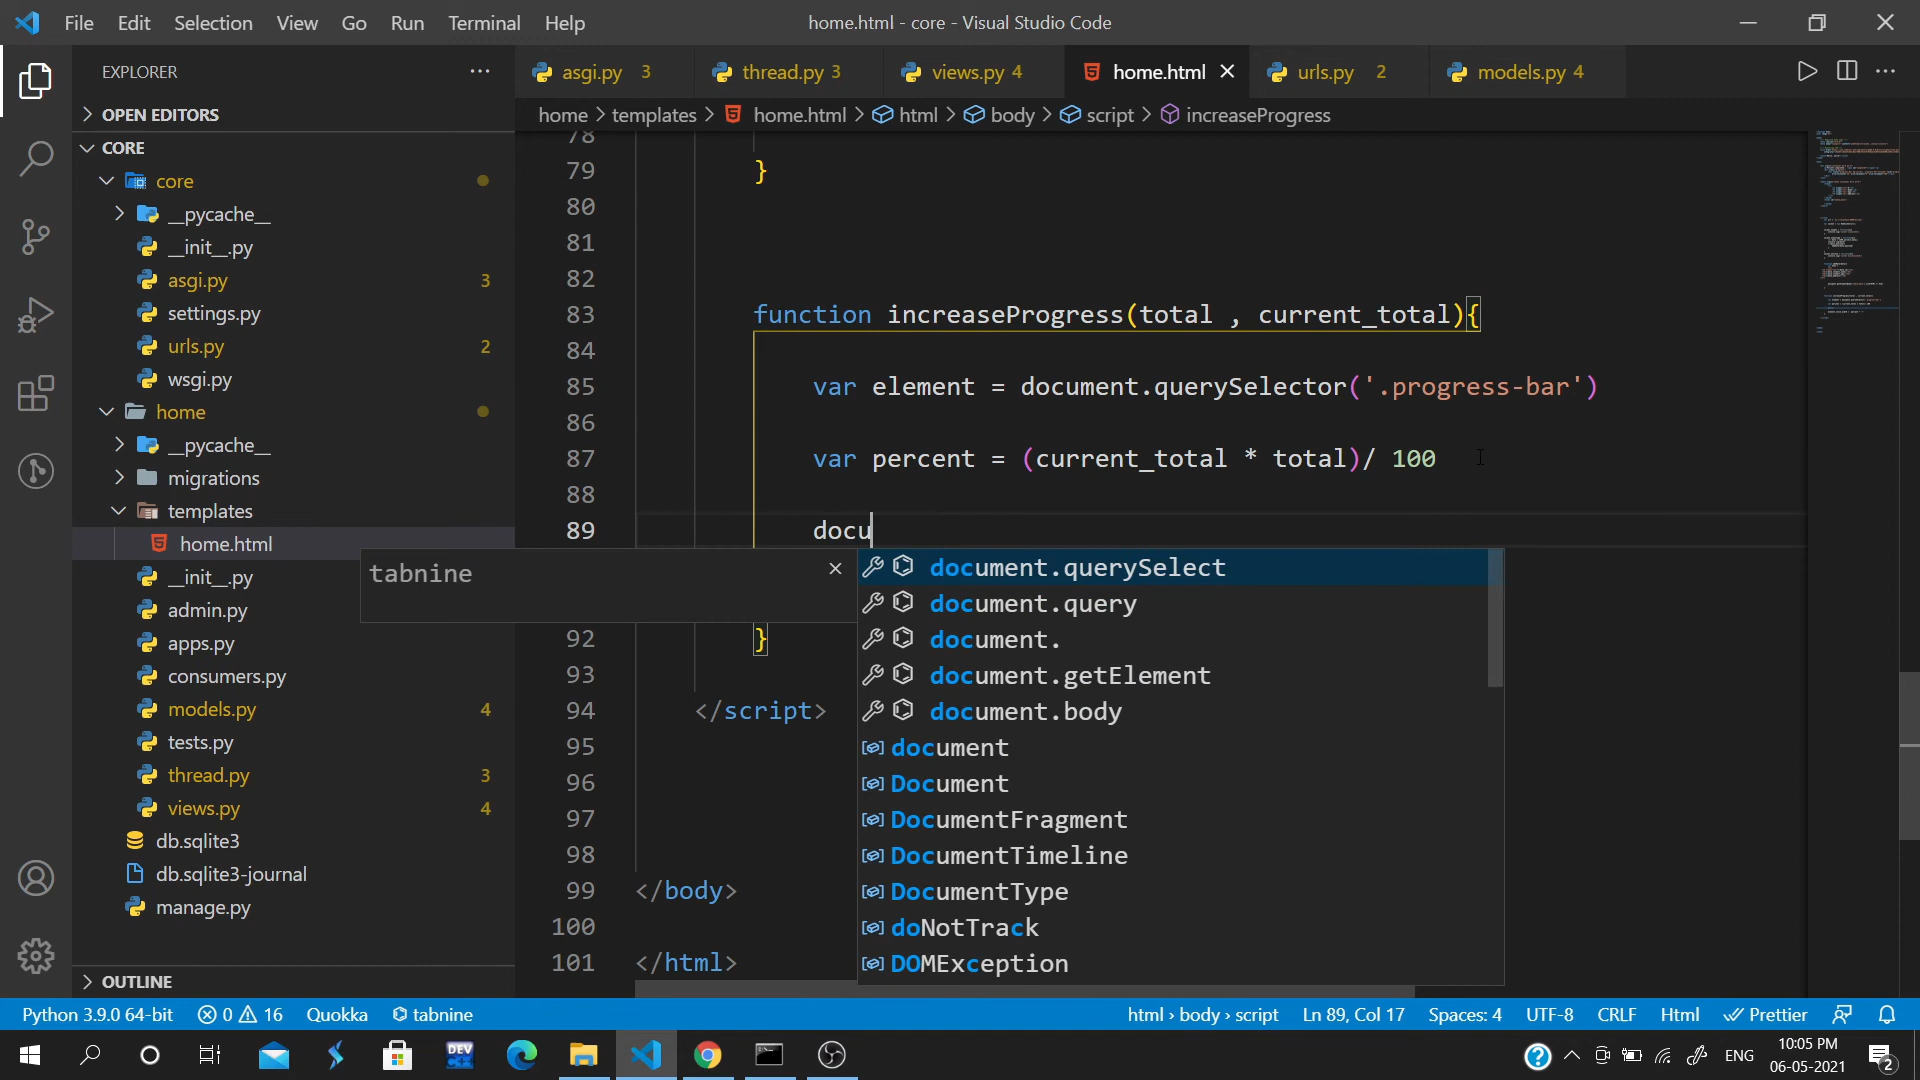 File Edit Selection View Go Run Terminal Help
home.html - core - Visual Studio Code
EXPLORER
OPEN EDITORS
CORE
core
__pycache__
__init__.py
asgi.py 3
settings.py
urls.py 2
wsgi.py
home
__pycache__
migrations
templates
home.html
__init__.py
admin.py
apps.py
consumers.py
models.py 4
tests.py
thread.py 3
views.py 4
db.sqlite3
db.sqlite3-journal
manage.py
OUTLINE
asgi.py 3 thread.py 3 views.py 4 home.html urls.py 2 models.py 4
home > templates > home.html > html > body > script > increaseProgress
78
79 }
80
81
82
83 function increaseProgress(total , current_total){
84
85 var element = document.querySelector('.progress-bar')
86
87 var percent = (current_total * total)/ 100
88
89 docu
tabnine
document.querySelect
document.query
document.
document.getElement
document.body
document
Document
DocumentFragment
DocumentTimeline
DocumentType
doNotTrack
DOMException
92 }
93
94 </script>
95
96
97
98
99 </body>
100
101 </html>
Python 3.9.0 64-bit 0 16 Quokka tabnine html › body › script Ln 89, Col 17 Spaces: 4 UTF-8 CRLF Html Prettier
DEV C++
ENG
10:05 PM
06-05-2021
2